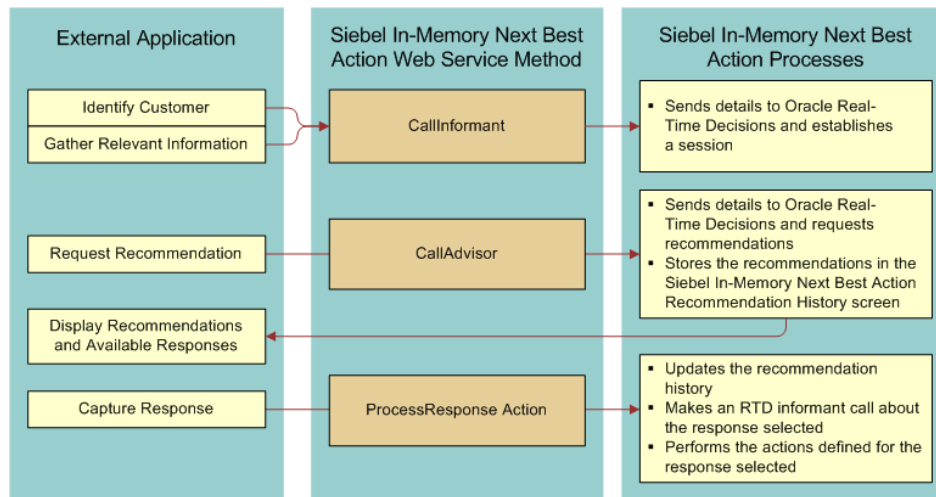 External Application
Identify Customer
Gather Relevant Information
Request Recommendation
Display Recommendations
and Available Responses
Capture Response
Siebel In-Memory Next Best
Action Web Service Method
CallInformant
CallAdvisor
ProcessResponse Action
Siebel In-Memory Next Best
Action Processes
▪ Sends details to Oracle Real-
Time Decisions and establishes
a session
▪ Sends details to Oracle Real-
Time Decisions and requests
recommendations
▪ Stores the recommendations in the
Siebel In-Memory Next Best Action
Recommendation History screen
▪ Updates the recommendation
history
▪ Makes an RTD informant call about
the response selected
▪ Performs the actions defined for the
response selected